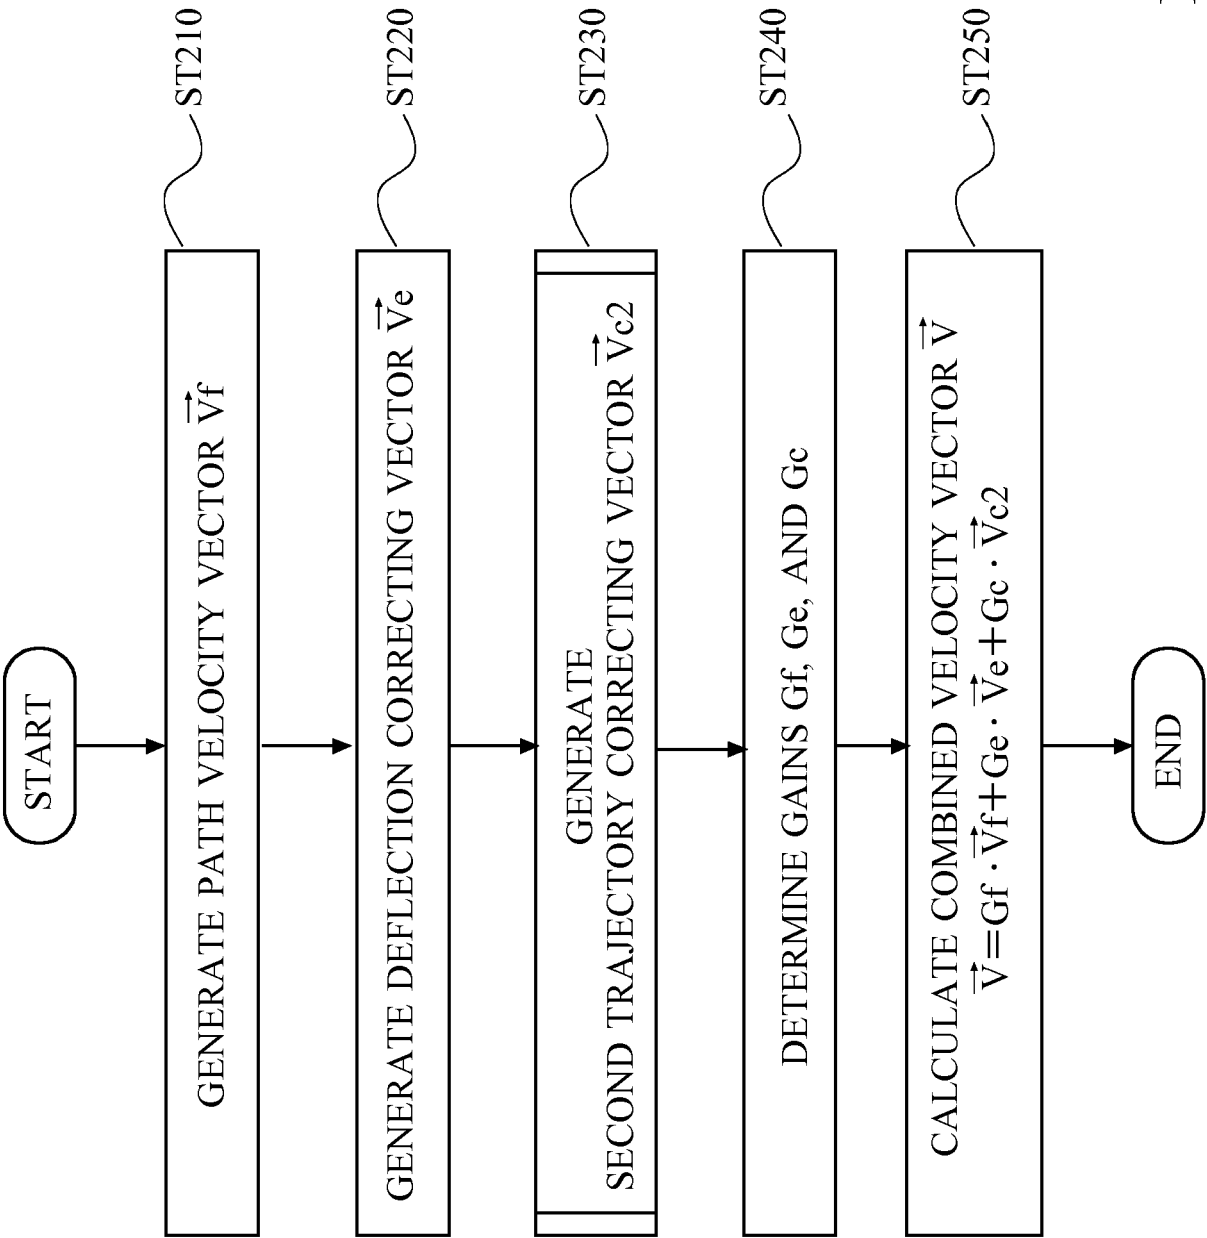 START
GENERATE PATH VELOCITY VECTOR V⃗f
ST210
GENERATE DEFLECTION CORRECTING VECTOR V⃗e
ST220
GENERATE
SECOND TRAJECTORY CORRECTING VECTOR V⃗c2
ST230
DETERMINE GAINS Gf, Ge, AND Gc
ST240
CALCULATE COMBINED VELOCITY VECTOR V⃗
V⃗=Gf·V⃗f+Ge·V⃗e+Gc·V⃗c2
ST250
END